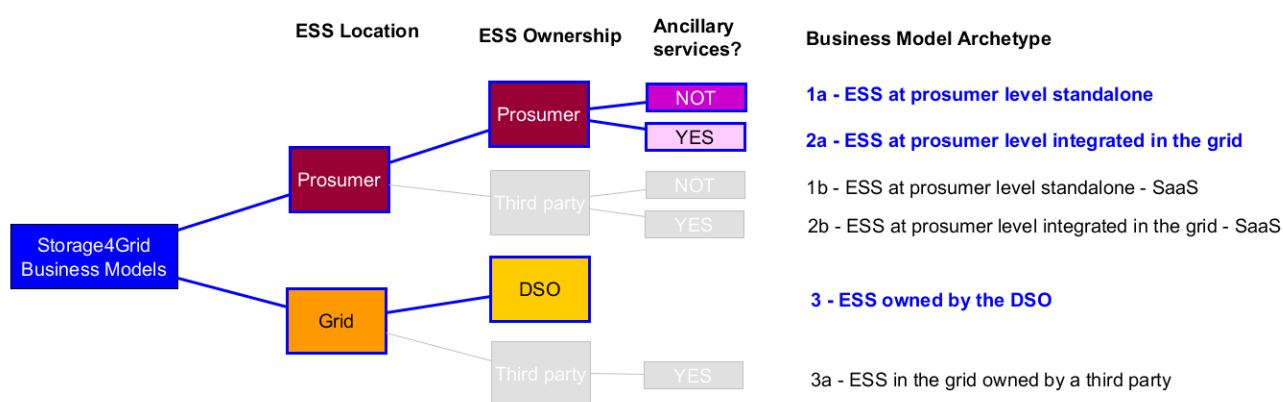 ESS Location
ESS Ownership
Ancillary
services?
Business Model Archetype
Prosumer
NOT
1a - ESS at prosumer level standalone
YES
2a - ESS at prosumer level integrated in the grid
Prosumer
Third party
NOT
1b - ESS at prosumer level standalone - SaaS
YES
2b - ESS at prosumer level integrated in the grid - SaaS
Storage4Grid
Business Models
DSO
3 - ESS owned by the DSO
Grid
Third party
YES
3a - ESS in the grid owned by a third party